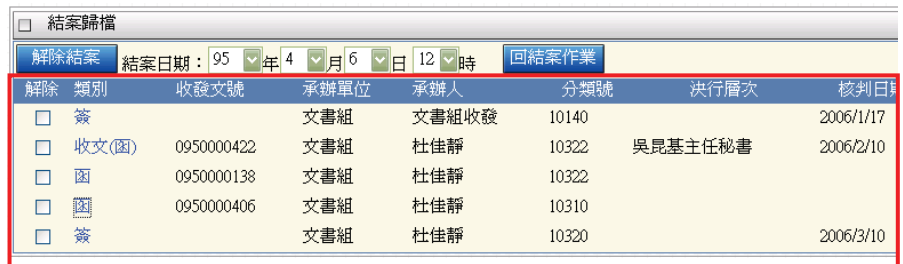 結案歸檔
解除結案 結案日期：95年4月6日12時 回結案作業
解除 類別 收發文號 承辦單位 承辦人 分類號 決行層次 核判日期
簽 文書組 文書組收發 10140 2006/1/17
收文(函) 0950000422 文書組 杜佳靜 10322 吳昆基主任秘書 2006/2/10
函 0950000138 文書組 杜佳靜 10322
函 0950000406 文書組 杜佳靜 10310
簽 文書組 杜佳靜 10320 2006/3/10